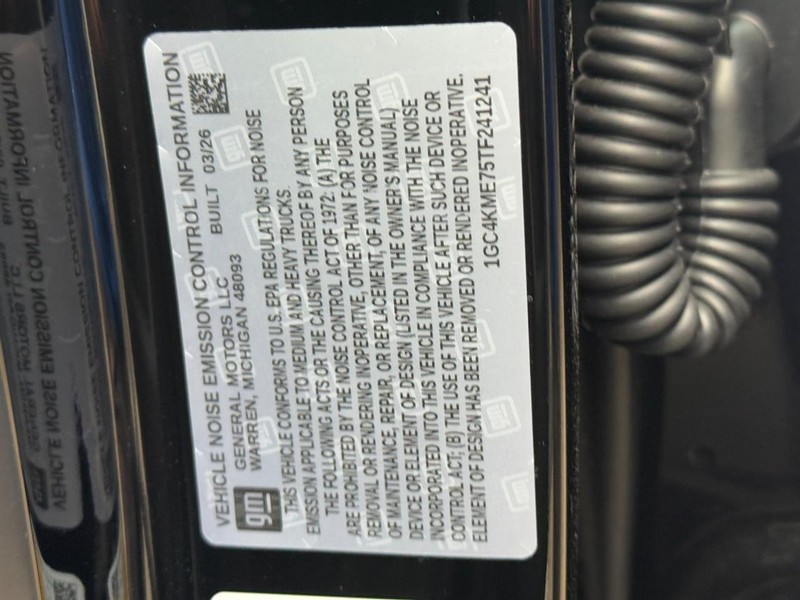 VEHICLE NOISE EMISSION CONTROL INFORMATION
gm
GENERAL MOTORS LLC
BUILT 03/26
WARREN, MICHIGAN 48093
THIS VEHICLE CONFORMS TO U.S. EPA REGULATIONS FOR NOISE
EMISSION APPLICABLE TO MEDIUM AND HEAVY TRUCKS.
THE FOLLOWING ACTS OR THE CAUSING THEREOF BY ANY PERSON
ARE PROHIBITED BY THE NOISE CONTROL ACT OF 1972: (A) THE
REMOVAL OR RENDERING INOPERATIVE, OTHER THAN FOR PURPOSES
OF MAINTENANCE, REPAIR, OR REPLACEMENT, OF ANY NOISE CONTROL
DEVICE OR ELEMENT OF DESIGN (LISTED IN THE OWNER'S MANUAL)
INCORPORATED INTO THIS VEHICLE IN COMPLIANCE WITH THE NOISE
CONTROL ACT; (B) THE USE OF THIS VEHICLE AFTER SUCH DEVICE OR
ELEMENT OF DESIGN HAS BEEN REMOVED OR RENDERED INOPERATIVE.
1GC4KME75TF241241